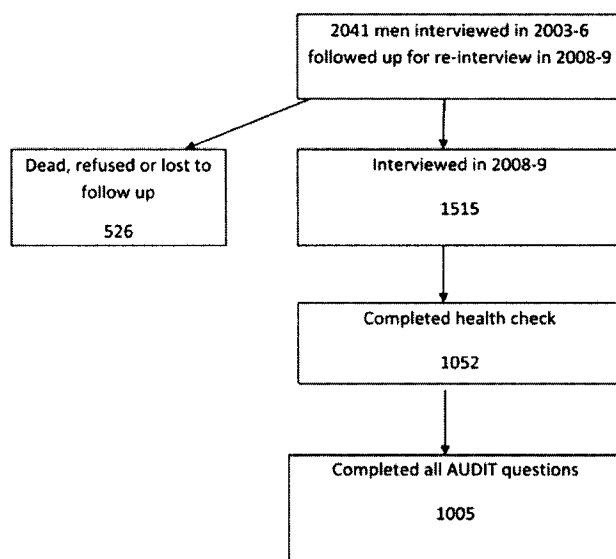 2041 men interviewed in 2003-6
followed up for re-interview in 2008-9
Dead, refused or lost to
follow up
526
Interviewed in 2008-9
1515
Completed health check
1052
Completed all AUDIT questions
1005